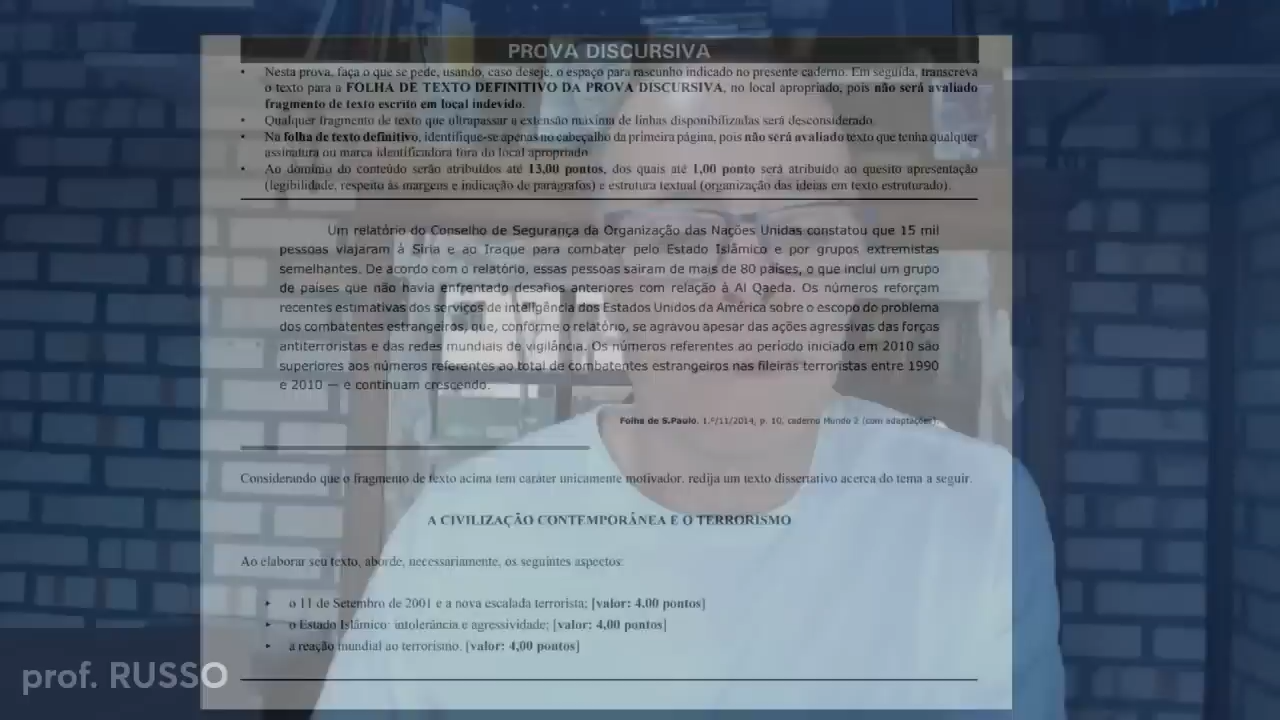 PROVA DISCURSIVA
• Nesta prova, faça o que se pede, usando, caso deseje, o espaço para rascunho indicado no presente caderno. Em seguida, transcreva
o texto para a FOLHA DE TEXTO DEFINITIVO DA PROVA DISCURSIVA, no local apropriado, pois não será avaliado
fragmento de texto escrito em local indevido.
• Qualquer fragmento de texto que ultrapassar a extensão máxima de linhas disponibilizadas será desconsiderado.
• Na folha de texto definitivo, identifique-se apenas no cabeçalho da primeira página, pois não será avaliado texto que tenha qualquer
assinatura ou marca identificadora fora do local apropriado.
• Ao domínio do conteúdo serão atribuídos até 13,00 pontos, dos quais até 1,00 ponto será atribuído ao quesito apresentação
(legibilidade, respeito às margens e indicação de parágrafos) e estrutura textual (organização das ideias em texto estruturado).
Um relatório do Conselho de Segurança da Organização das Nações Unidas constatou que 15 mil
pessoas viajaram à Síria e ao Iraque para combater pelo Estado Islâmico e por grupos extremistas
semelhantes. De acordo com o relatório, essas pessoas saíram de mais de 80 países, o que inclui um grupo
de países que não havia enfrentado desafios anteriores com relação à Al Qaeda. Os números reforçam
recentes estimativas dos serviços de inteligência dos Estados Unidos da América sobre o escopo do problema
dos combatentes estrangeiros, que, conforme o relatório, se agravou apesar das ações agressivas das forças
antiterroristas e das redes mundiais de vigilância. Os números referentes ao período iniciado em 2010 são
superiores aos números referentes ao total de combatentes estrangeiros nas fileiras terroristas entre 1990
e 2010 — e continuam crescendo.
Folha de S.Paulo, 1.º/11/2014, p. 10, caderno Mundo 2 (com adaptações).
Considerando que o fragmento de texto acima tem caráter unicamente motivador, redija um texto dissertativo acerca do tema a seguir.
A CIVILIZAÇÃO CONTEMPORÂNEA E O TERRORISMO
Ao elaborar seu texto, aborde, necessariamente, os seguintes aspectos:
▸ o 11 de Setembro de 2001 e a nova escalada terrorista; [valor: 4,00 pontos]
▸ o Estado Islâmico: intolerância e agressividade; [valor: 4,00 pontos]
▸ a reação mundial ao terrorismo. [valor: 4,00 pontos]
prof. RUSSO